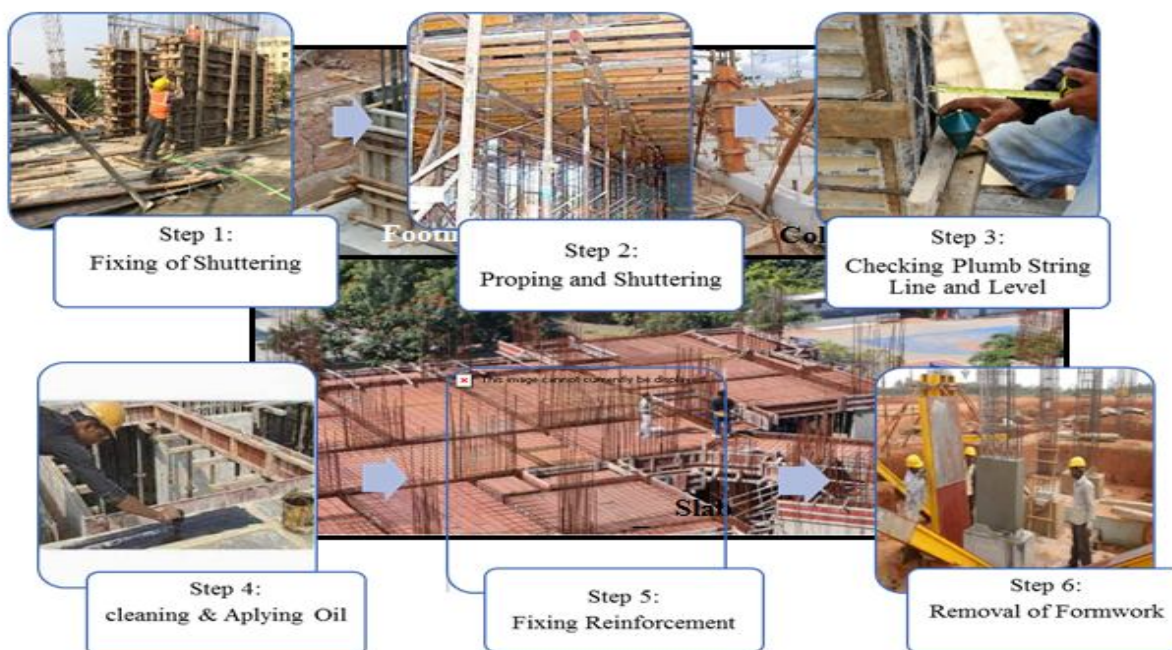 Footi
Col
Step 1:
Fixing of Shuttering
Step 2:
Proping and Shuttering
Step 3:
Checking Plumb String
Line and Level
This image cannot currently be displayed.
Slab
Step 4:
cleaning & Aplying Oil
Step 5:
Fixing Reinforcement
Step 6:
Removal of Formwork